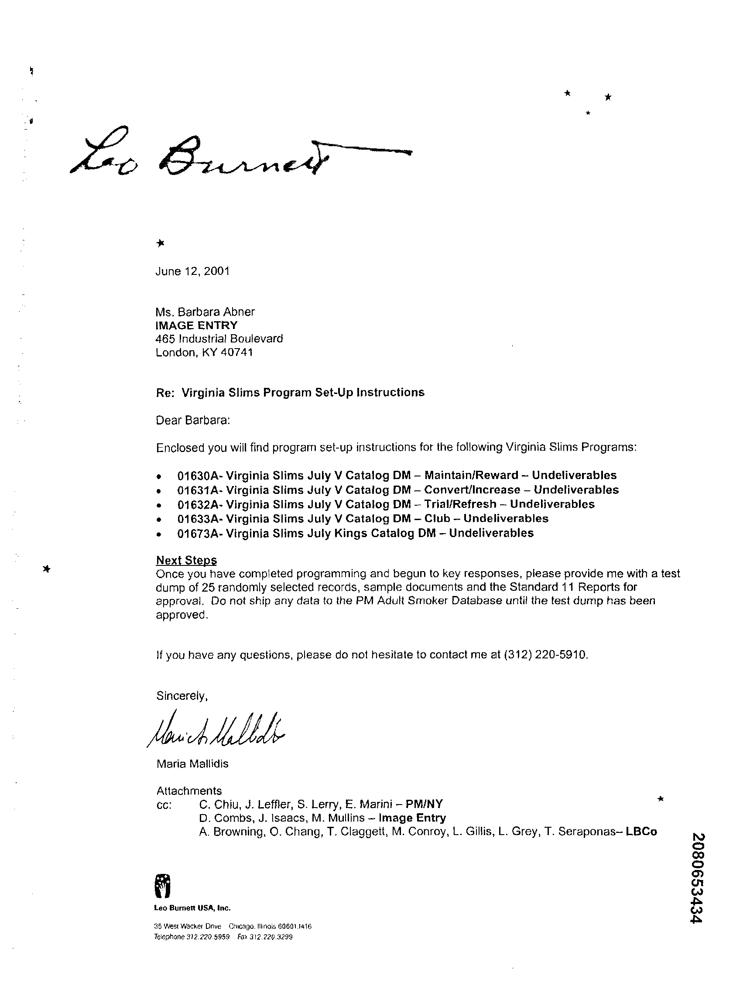 Leo Burnett
June 12, 2001
Ms. Barbara Abner
IMAGE ENTRY
465 Industrial Boulevard
London, KY 40741
Re: Virginia Slims Program Set-Up Instructions
Dear Barbara:
Enclosed you will find program set-up instructions for the following Virginia Slims Programs:
• 01630A- Virginia Slims July V Catalog DM – Maintain/Reward – Undeliverables
• 01631A- Virginia Slims July V Catalog DM – Convert/Increase – Undeliverables
• 01632A- Virginia Slims July V Catalog DM – Trial/Refresh – Undeliverables
• 01633A- Virginia Slims July V Catalog DM – Club – Undeliverables
• 01673A- Virginia Slims July Kings Catalog DM – Undeliverables
Next Steps
Once you have completed programming and begun to key responses, please provide me with a test
dump of 25 randomly selected records, sample documents and the Standard 11 Reports for
approval. Do not ship any data to the PM Adult Smoker Database until the test dump has been
approved.
If you have any questions, please do not hesitate to contact me at (312) 220-5910.
Sincerely,
Maria Mallidis
Maria Mallidis
Attachments
cc: C. Chiu, J. Leffler, S. Lerry, E. Marini – PM/NY
D. Combs, J. Isaacs, M. Mullins – Image Entry
A. Browning, O. Chang, T. Claggett, M. Conroy, L. Gillis, L. Grey, T. Seraponas– LBCo
2080653434
Leo Burnett USA, Inc.
35 West Wacker Drive Chicago, Illinois 60601.1416
Telephone 312.220.5959 Fax 312.220.3299